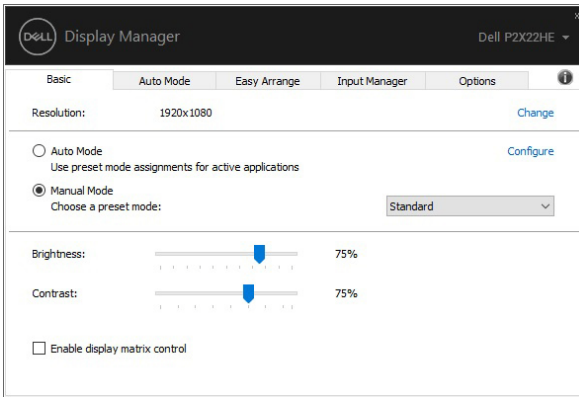 DELL Display Manager
Dell P2X22HE
Basic Auto Mode Easy Arrange Input Manager Options
Resolution: 1920x1080 Change
Auto Mode Configure
Use preset mode assignments for active applications
Manual Mode
Choose a preset mode: Standard
Brightness: 75%
Contrast: 75%
Enable display matrix control